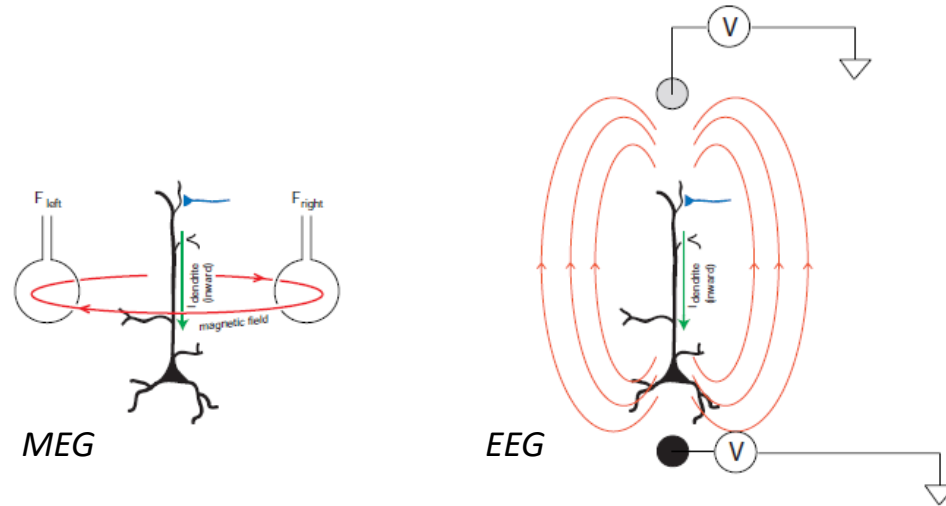 V
F left
F right
I dendrite
(inward)
magnetic field
MEG
I dendrite
(inward)
EEG
V